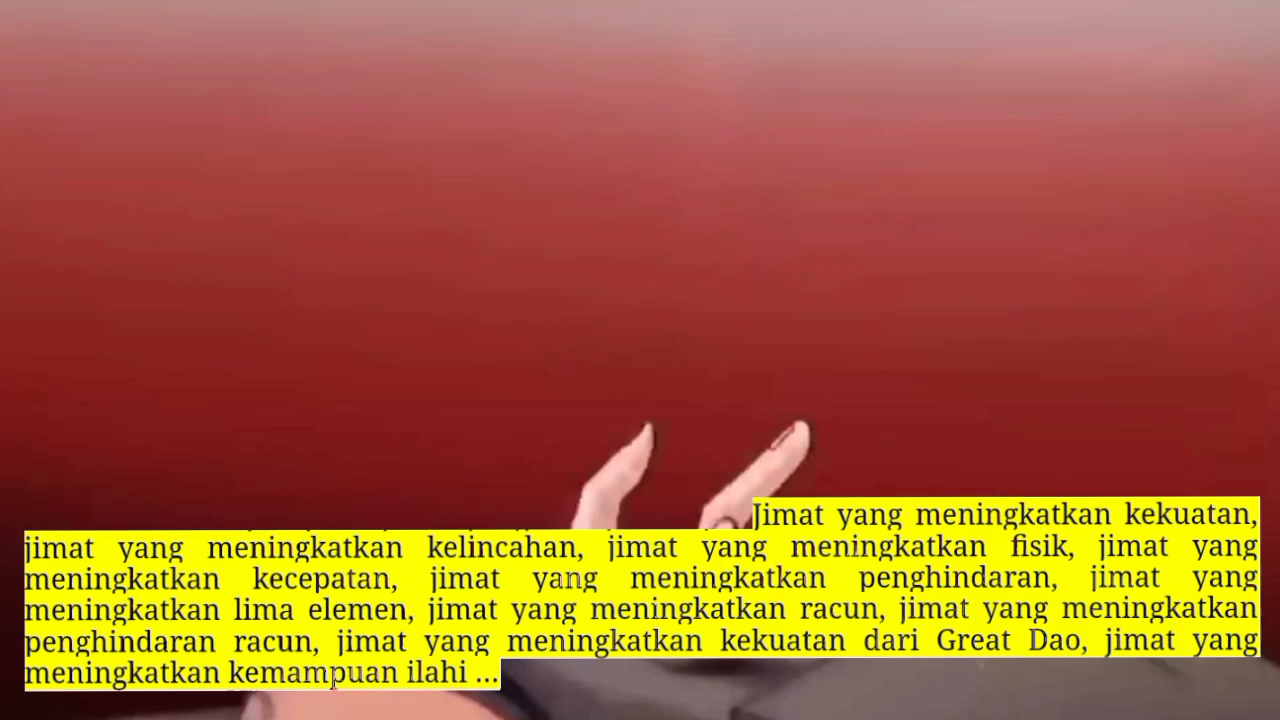 Jimat yang meningkatkan kekuatan,
jimat yang meningkatkan kelincahan, jimat yang meningkatkan fisik, jimat yang
meningkatkan kecepatan, jimat yang meningkatkan penghindaran, jimat yang
meningkatkan lima elemen, jimat yang meningkatkan racun, jimat yang meningkatkan
penghindaran racun, jimat yang meningkatkan kekuatan dari Great Dao, jimat yang
meningkatkan kemampuan ilahi ...